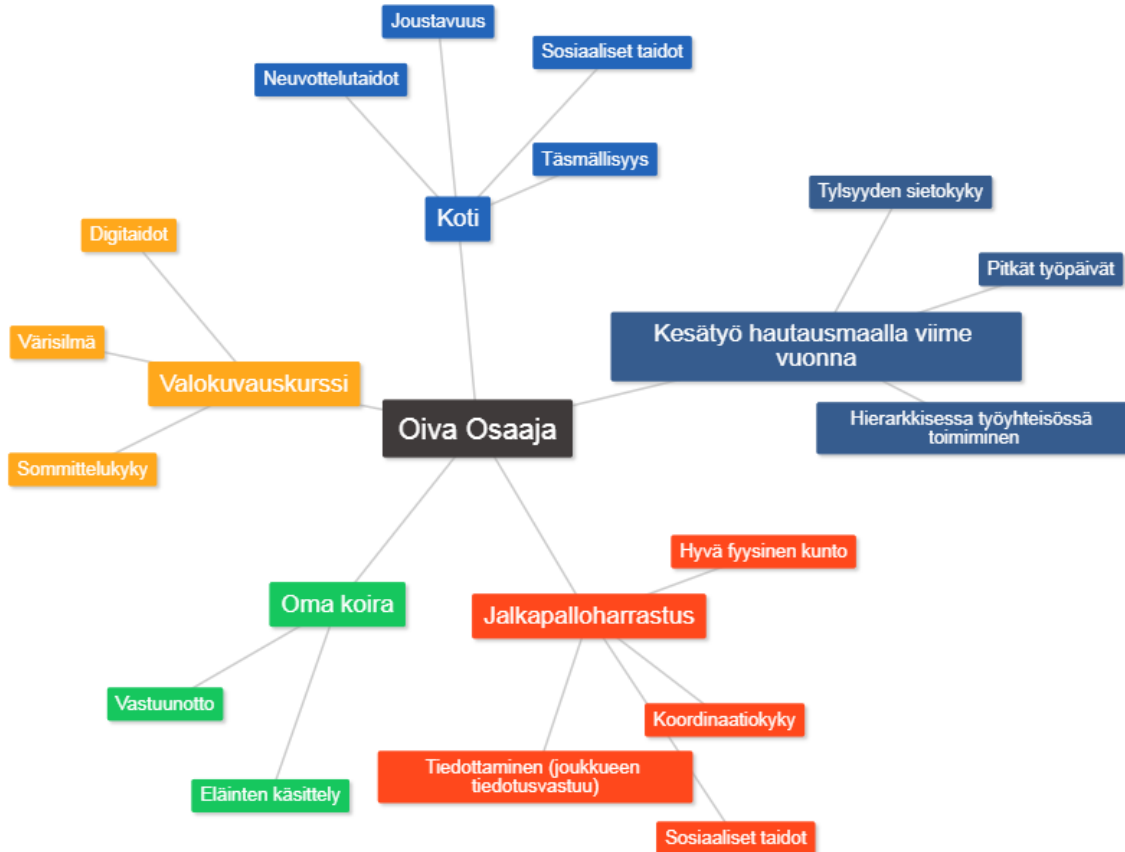 Joustavuus
Sosiaaliset taidot
Neuvottelutaidot
Täsmällisyys
Koti
Tylsyyden sietokyky
Pitkät työpäivät
Kesätyö hautausmaalla viime
vuonna
Hierarkkisessa työyhteisössä
toimiminen
Digitaidot
Värisilmä
Valokuvauskurssi
Sommittelukyky
Oiva Osaaja
Oma koira
Vastuunotto
Eläinten käsittely
Hyvä fyysinen kunto
Jalkapalloharrastus
Koordinaatiokyky
Tiedottaminen (joukkueen
tiedotusvastuu)
Sosiaaliset taidot